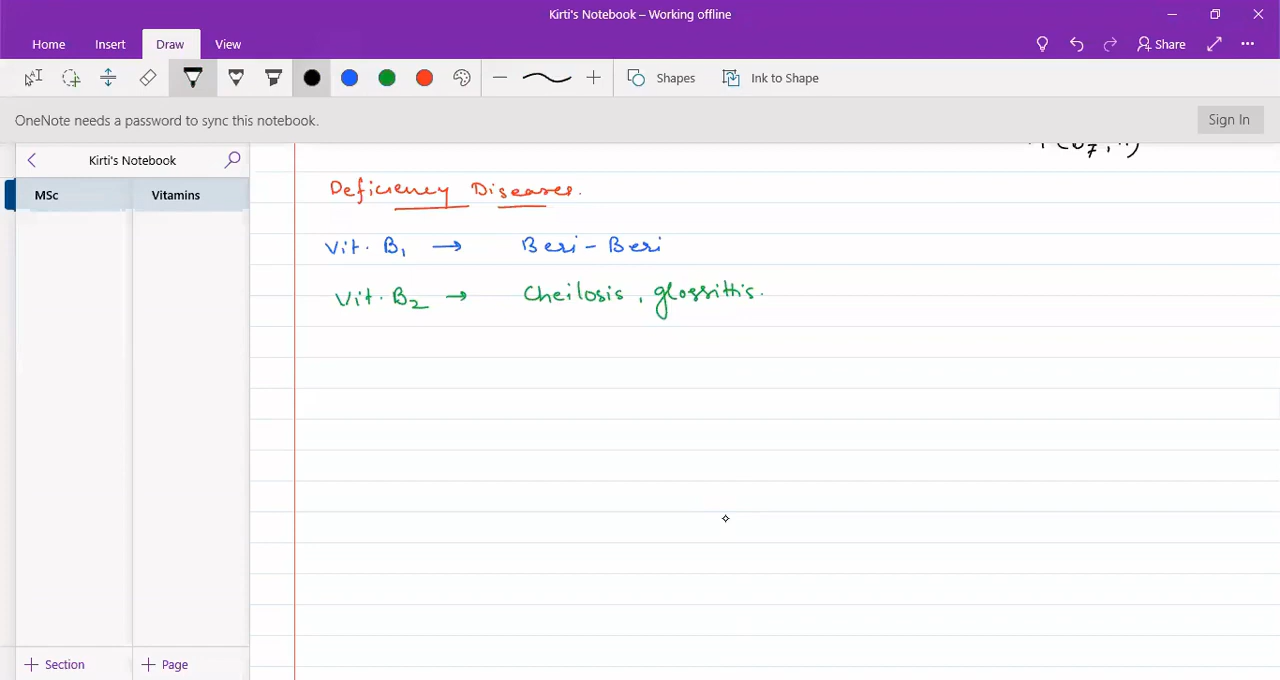 Kirti's Notebook – Working offline
Home Insert Draw View Share
Shapes Ink to Shape
OneNote needs a password to sync this notebook. Sign In
Kirti's Notebook
MSc Vitamins
Deficiency Diseases.
Vit. B₁ → Beri - Beri
Vit. B₂ → Cheilosis, glossittis.
+ Section + Page